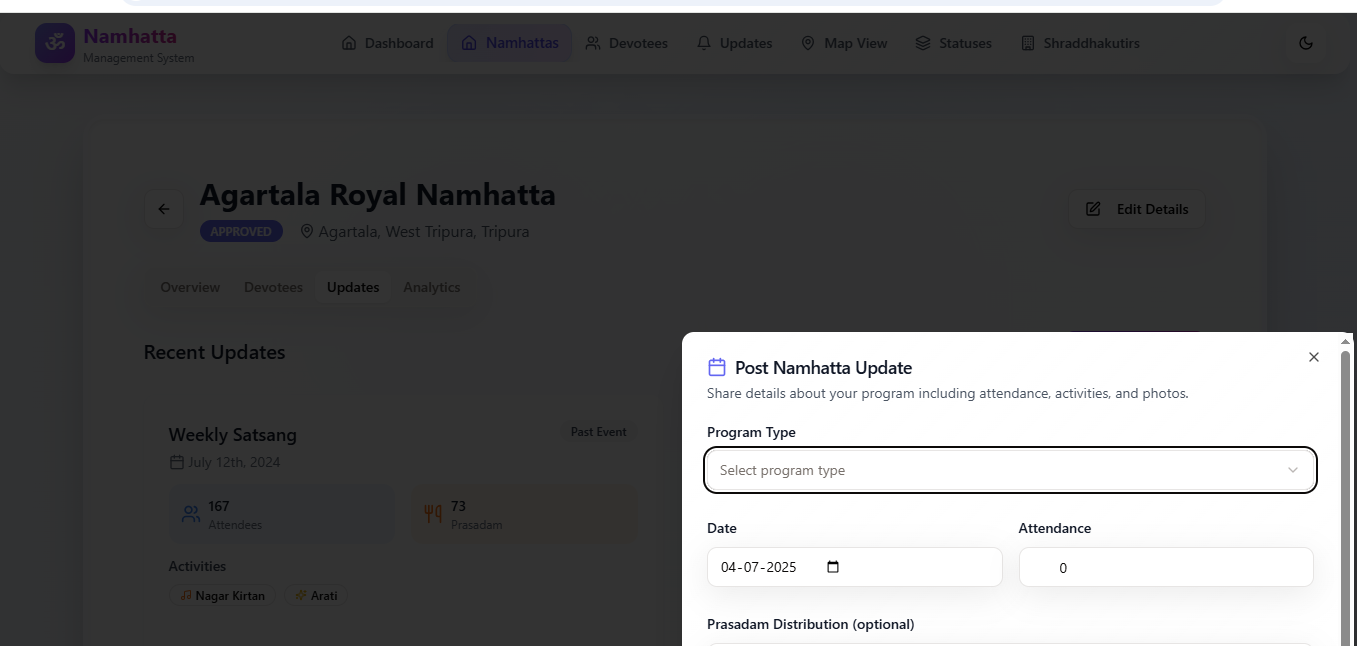 ॐ
Namhatta
Management System
Dashboard
Namhattas
Devotees
Updates
Map View
Statuses
Shraddhakutirs
Agartala Royal Namhatta
APPROVED
Agartala, West Tripura, Tripura
Edit Details
Overview
Devotees
Updates
Analytics
Recent Updates
Weekly Satsang
Past Event
July 12th, 2024
167
Attendees
73
Prasadam
Activities
Nagar Kirtan
Arati
Post Namhatta Update
Share details about your program including attendance, activities, and photos.
Program Type
Select program type
Date
Attendance
04-07-2025
0
Prasadam Distribution (optional)